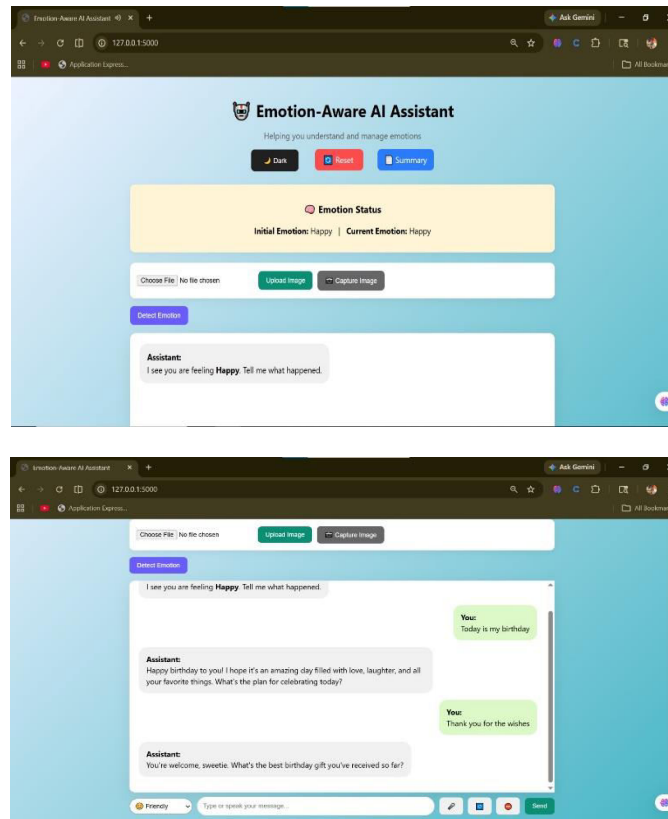 Emotion-Aware AI Assistant
Ask Gemini
127.0.0.1:5000
Application Express...
All Bookmar
Emotion-Aware AI Assistant
Helping you understand and manage emotions
Dark
Reset
Summary
Emotion Status
Initial Emotion: Happy | Current Emotion: Happy
Choose File No file chosen
Upload Image
Capture Image
Detect Emotion
Assistant:
I see you are feeling Happy. Tell me what happened.
Emotion-Aware AI Assistant
Ask Gemini
127.0.0.1:5000
Application Express...
All Bookmar
Choose File No file chosen
Upload Image
Capture Image
Detect Emotion
I see you are feeling Happy. Tell me what happened.
You:
Today is my birthday
Assistant:
Happy birthday to you! I hope it's an amazing day filled with love, laughter, and all
your favorite things. What's the plan for celebrating today?
You:
Thank you for the wishes
Assistant:
You're welcome, sweetie. What's the best birthday gift you've received so far?
Friendly
Type or speak your message...
Send